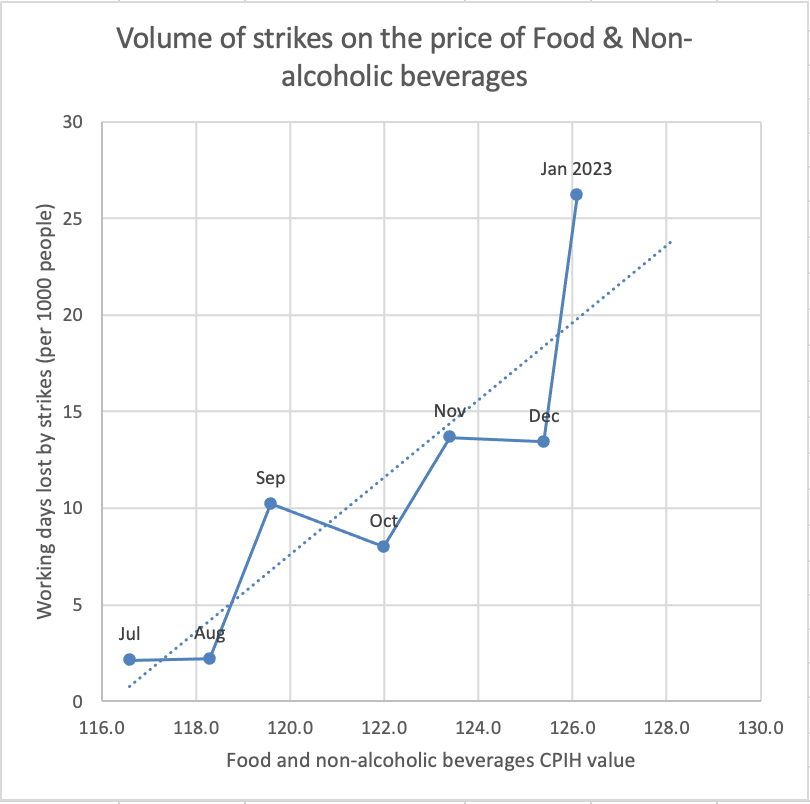 Volume of strikes on the price of Food & Non-
alcoholic beverages
30
25
20
15
10
5
0
Working days lost by strikes (per 1000 people)
Jan 2023
Nov
Dec
Sep
Oct
Jul
Aug
116.0 118.0 120.0 122.0 124.0 126.0 128.0 130.0
Food and non-alcoholic beverages CPIH value